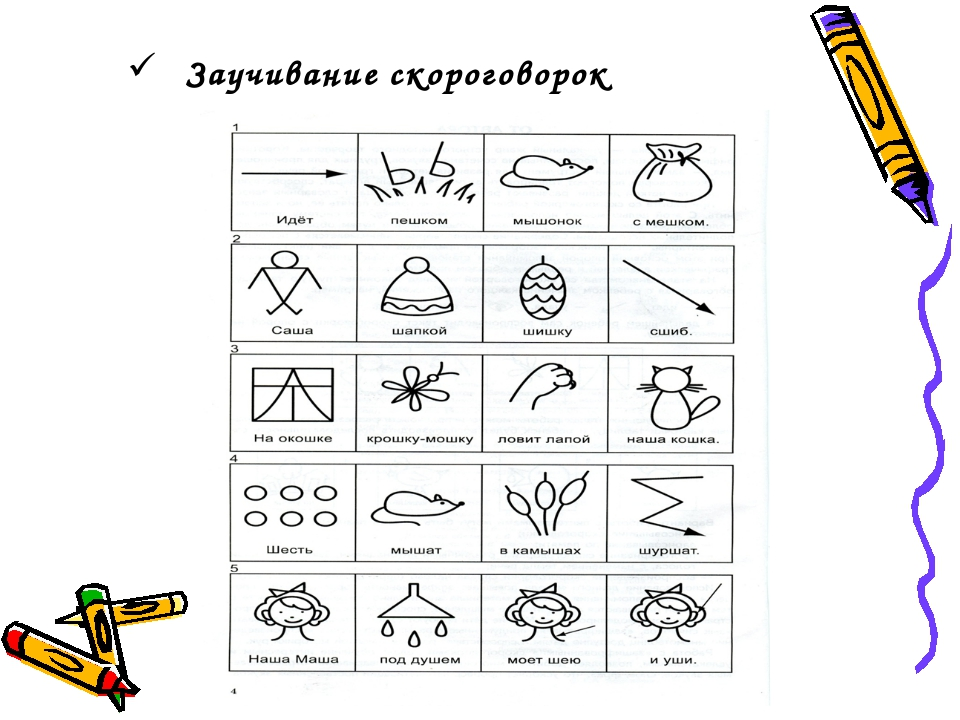 Заучивание скороговорок
1
Идёт пешком мышонок с мешком.
2
Саша шапкой шишку сшиб.
3
На окошке крошку-мошку ловит лапой наша кошка.
4
Шесть мышат в камышах шуршат.
5
Наша Маша под душем моет шею и уши.
4